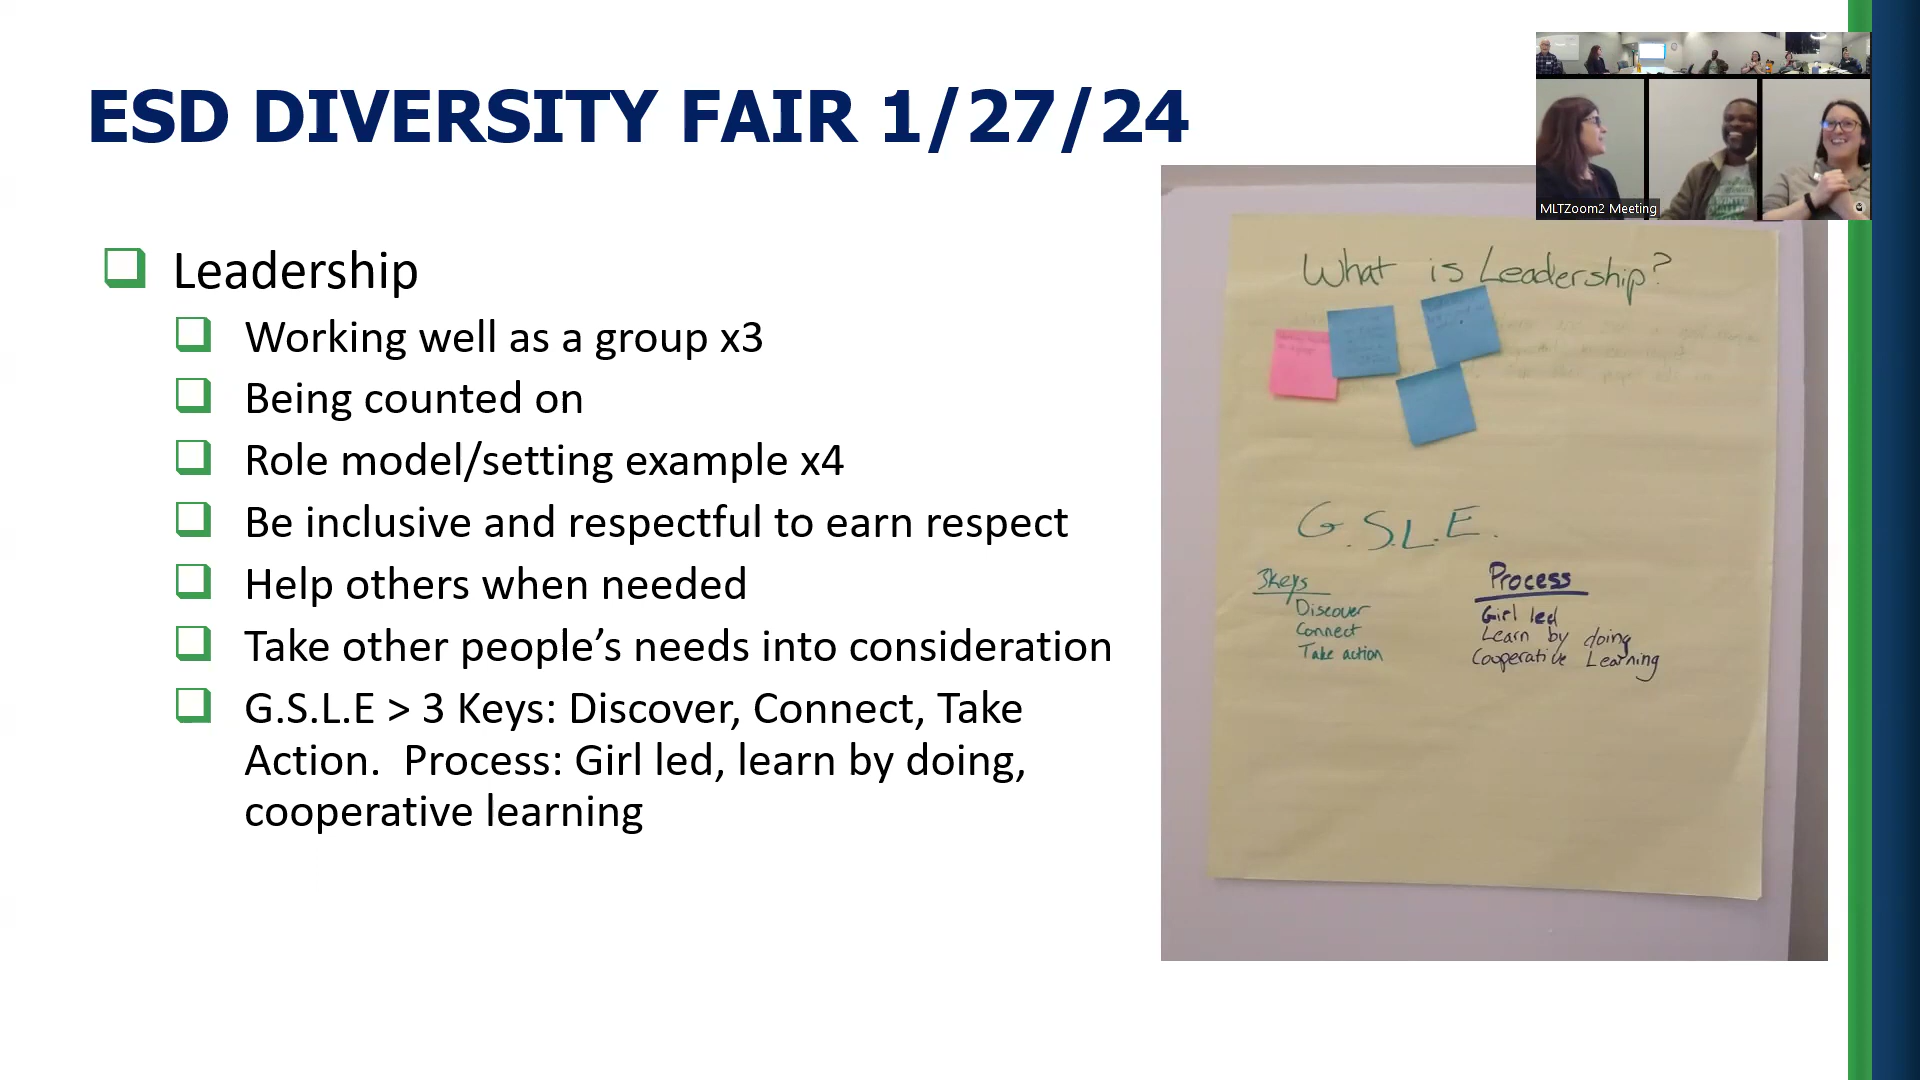 ESD DIVERSITY FAIR 1/27/24
Leadership
Working well as a group x3
Being counted on
Role model/setting example x4
Be inclusive and respectful to earn respect
Help others when needed
Take other people’s needs into consideration
G.S.L.E > 3 Keys: Discover, Connect, Take
Action.  Process: Girl led, learn by doing,
cooperative learning
MLTZoom2 Meeting
What is Leadership?
G.S.L.E.
3Keys
Discover
Connect
Take action
Process
Girl led
Learn by doing
Cooperative Learning